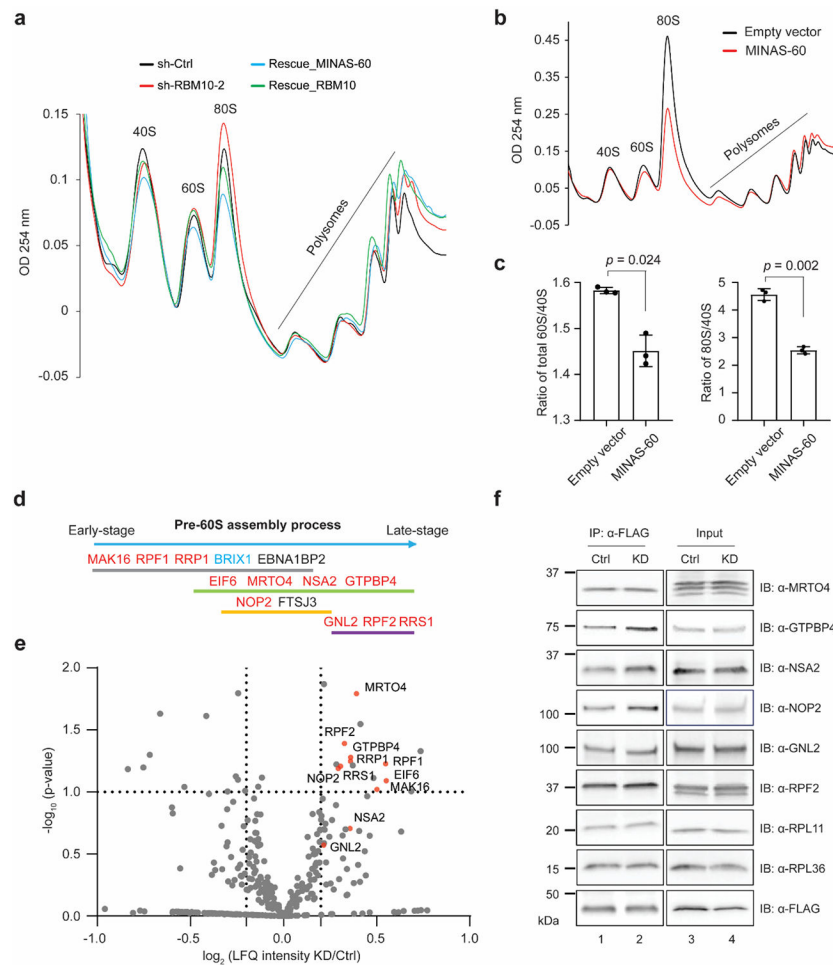 a
sh-Ctrl
Rescue_MINAS-60
sh-RBM10-2
Rescue_RBM10
0.15
0.1
0.05
0
-0.05
OD 254 nm
40S
60S
80S
Polysomes
b
80S
Empty vector
MINAS-60
0.45
0.35
0.25
0.15
0.05
-0.05
OD 254 nm
40S
60S
Polysomes
c
p = 0.024
1.6
1.5
1.4
1.3
Ratio of total 60S/40S
Empty vector
MINAS-60
p = 0.002
5
4
3
2
1
0
Ratio of 80S/40S
Empty vector
MINAS-60
d
Early-stage Pre-60S assembly process Late-stage
MAK16 RPF1 RRP1 BRIX1 EBNA1BP2
EIF6 MRTO4 NSA2 GTPBP4
NOP2 FTSJ3
GNL2 RPF2 RRS1
e
2.0
1.5
1.0
0.5
0.0
-log10 (p-value)
MRTO4
RPF2
GTPBP4
RRP1
RPF1
NOP2
RRS1
EIF6
MAK16
NSA2
GNL2
-1.0 -0.5 0.0 0.5 1.0
log2 (LFQ intensity KD/Ctrl)
f
IP: α-FLAG Input
Ctrl KD Ctrl KD
37
IB: α-MRTO4
75
IB: α-GTPBP4
37
IB: α-NSA2
100
IB: α-NOP2
100
IB: α-GNL2
37
IB: α-RPF2
20
IB: α-RPL11
15
IB: α-RPL36
50
IB: α-FLAG
kDa
1 2 3 4